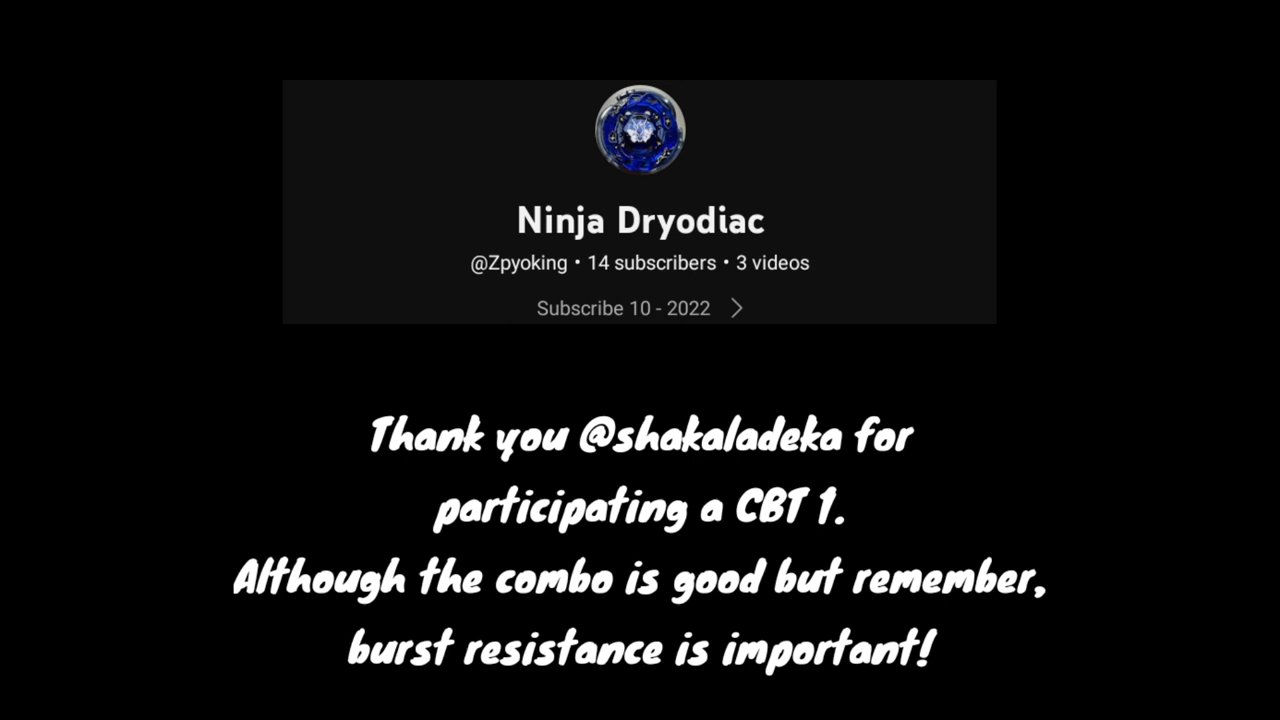 Ninja Dryodiac
@Zpyoking • 14 subscribers • 3 videos
Subscribe 10 - 2022
Thank you @shakaladeka for
participating a CBT 1.
Although the combo is good but remember,
burst resistance is important!